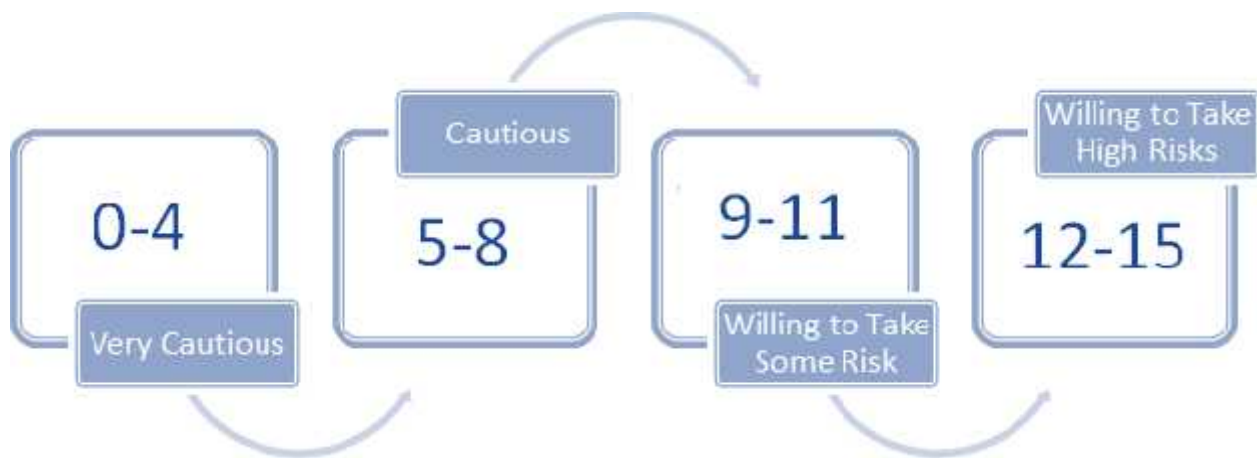 0-4
Very Cautious
Cautious
5-8
9-11
Willing to Take
Some Risk
Willing to Take
High Risks
12-15